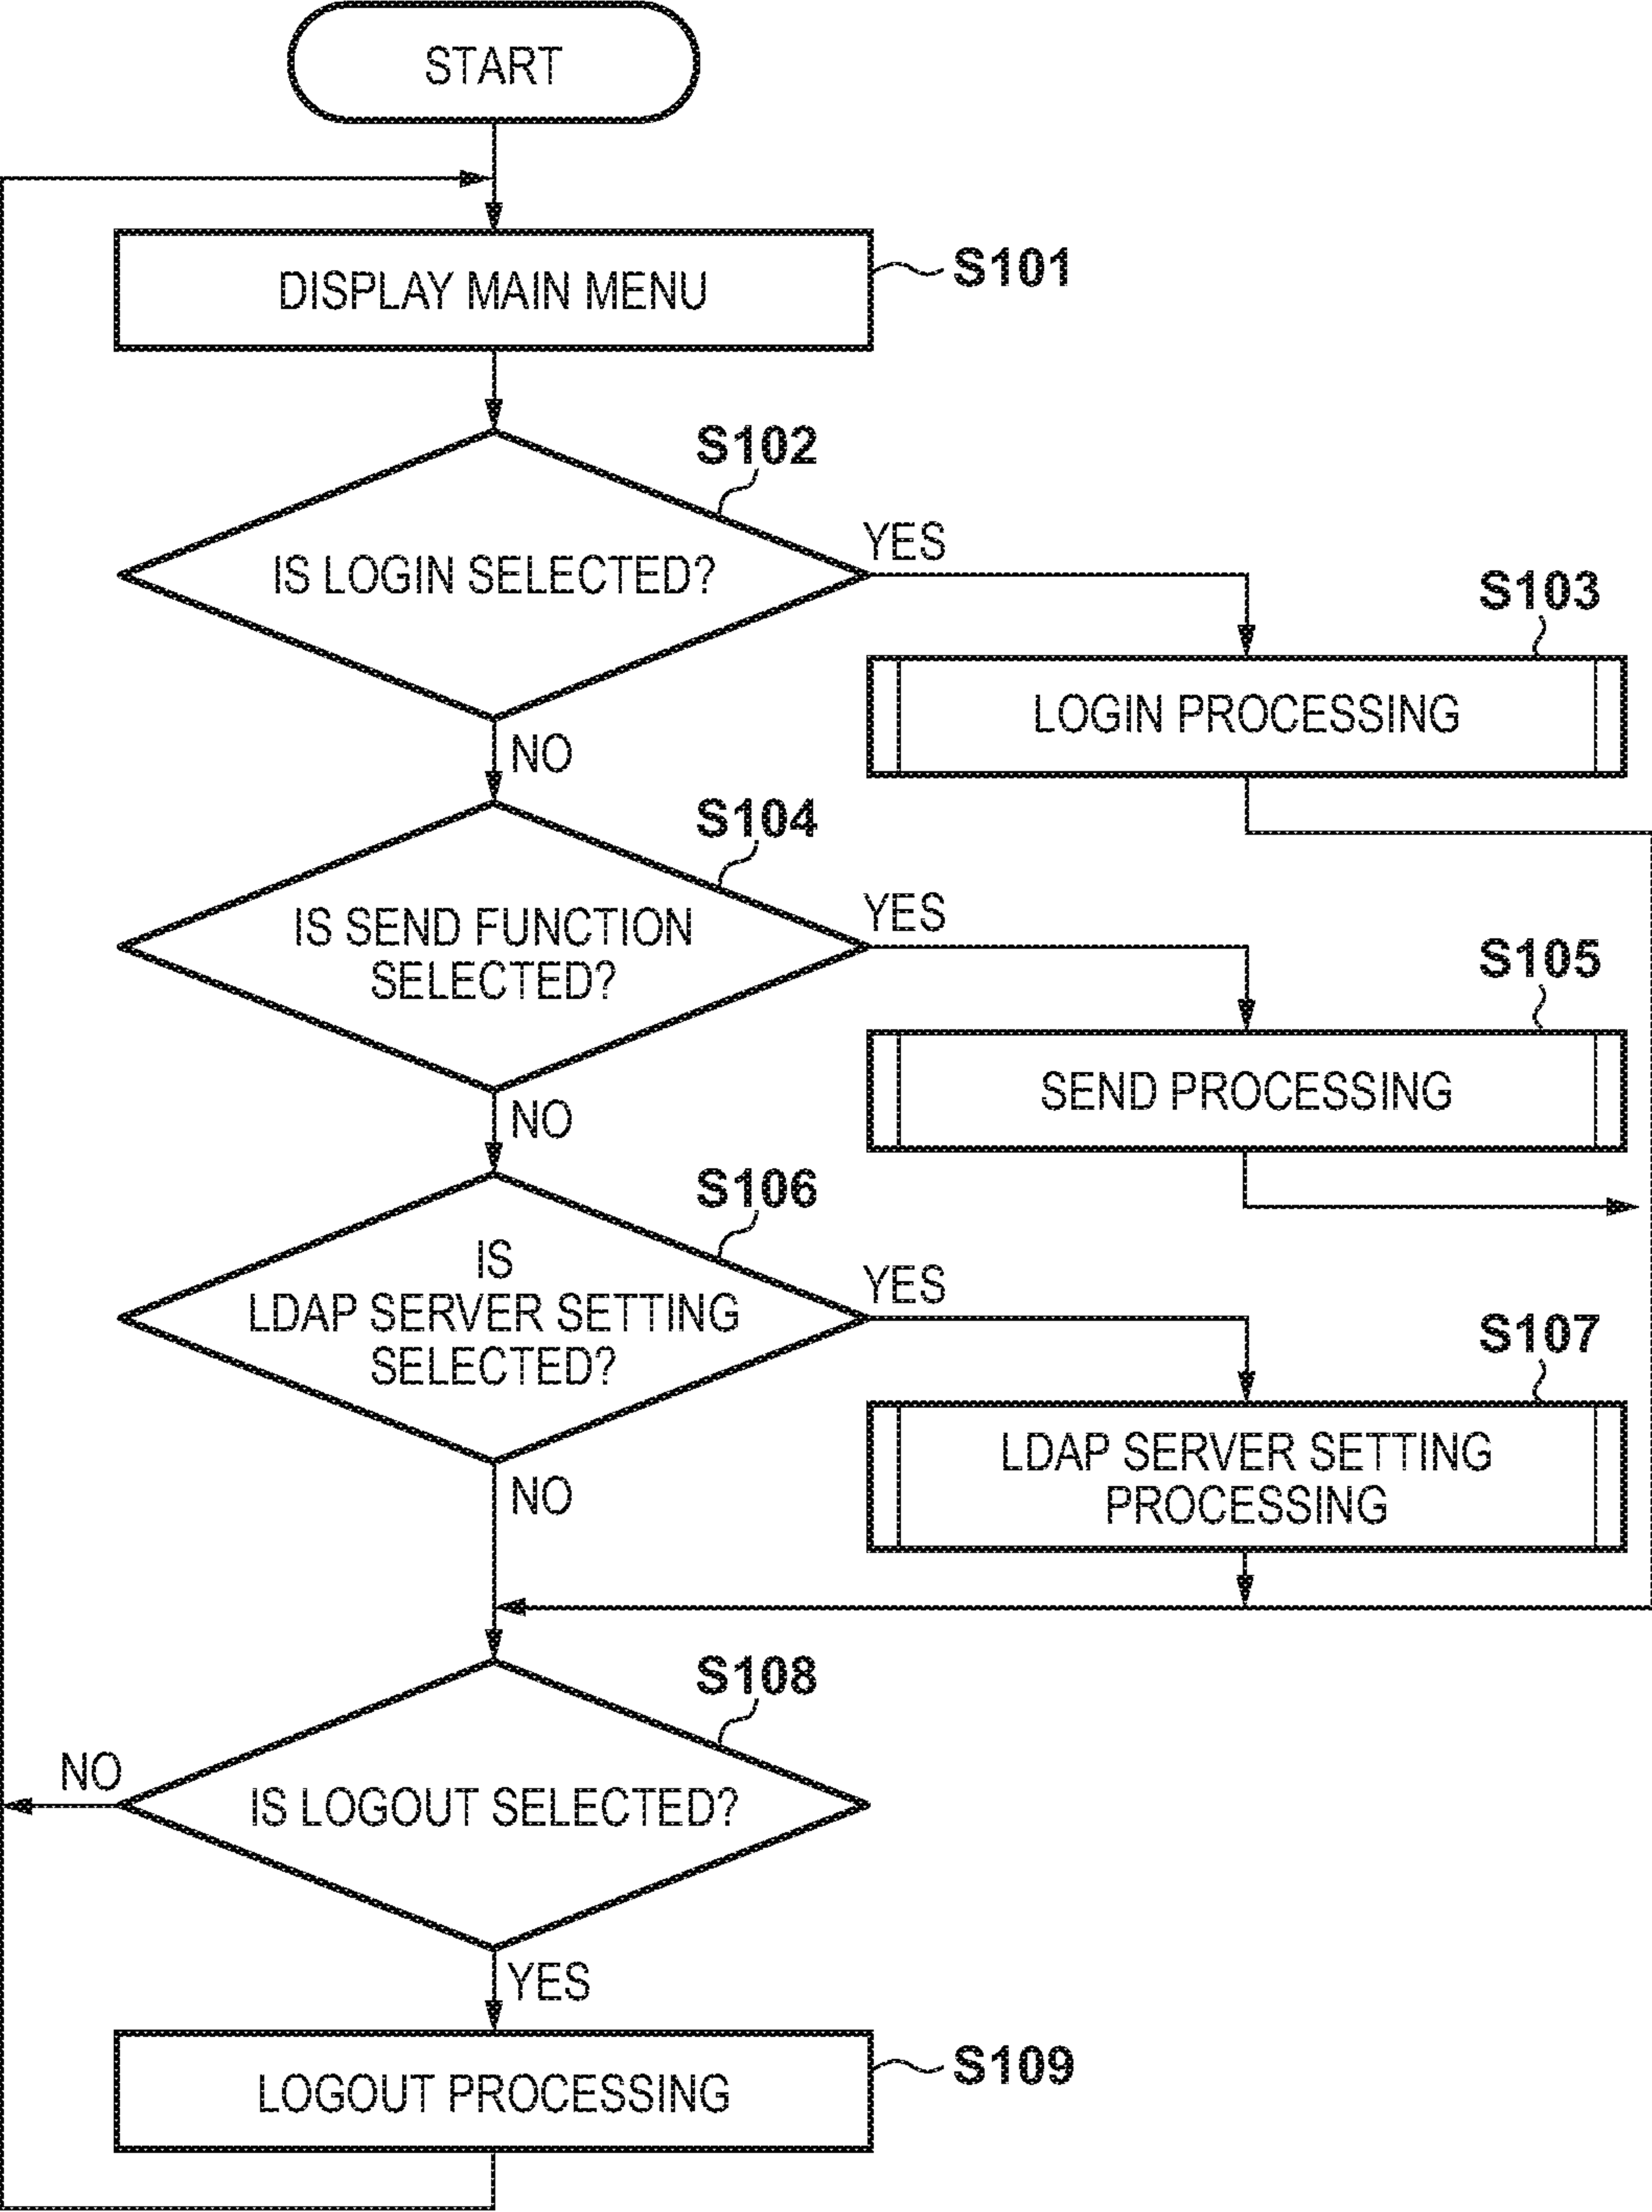 START
DISPLAY MAIN MENU
S101
S102
IS LOGIN SELECTED?
YES
S103
LOGIN PROCESSING
NO
S104
IS SEND FUNCTION
SELECTED?
YES
S105
SEND PROCESSING
NO
S106
IS
LDAP SERVER SETTING
SELECTED?
YES
S107
LDAP SERVER SETTING
PROCESSING
NO
S108
IS LOGOUT SELECTED?
NO
YES
LOGOUT PROCESSING
S109